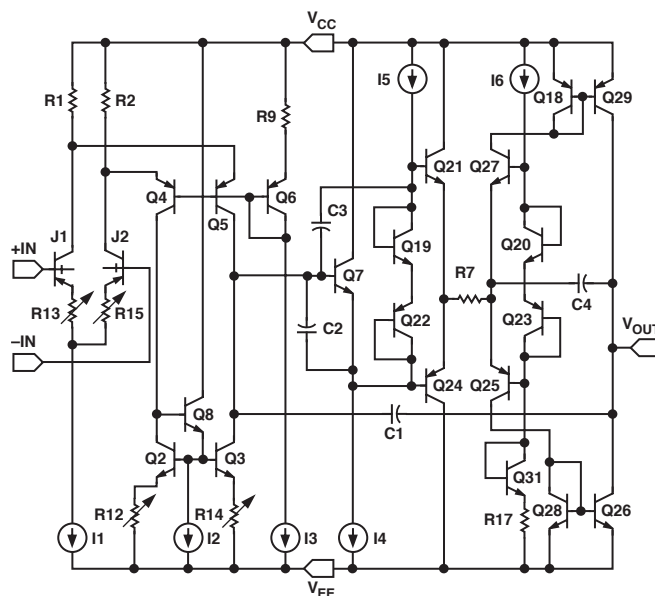 VCC
I5
I6
Q18
Q29
R1
R2
R9
Q21
Q27
Q4
Q5
Q6
C3
J1
J2
+IN
Q19
Q20
Q7
R7
R13
R15
C4
C2
Q22
Q23
VOUT
–IN
Q24
Q25
Q8
C1
Q2
Q3
Q31
R12
R14
R17
Q28
Q26
I1
I2
I3
I4
VEE